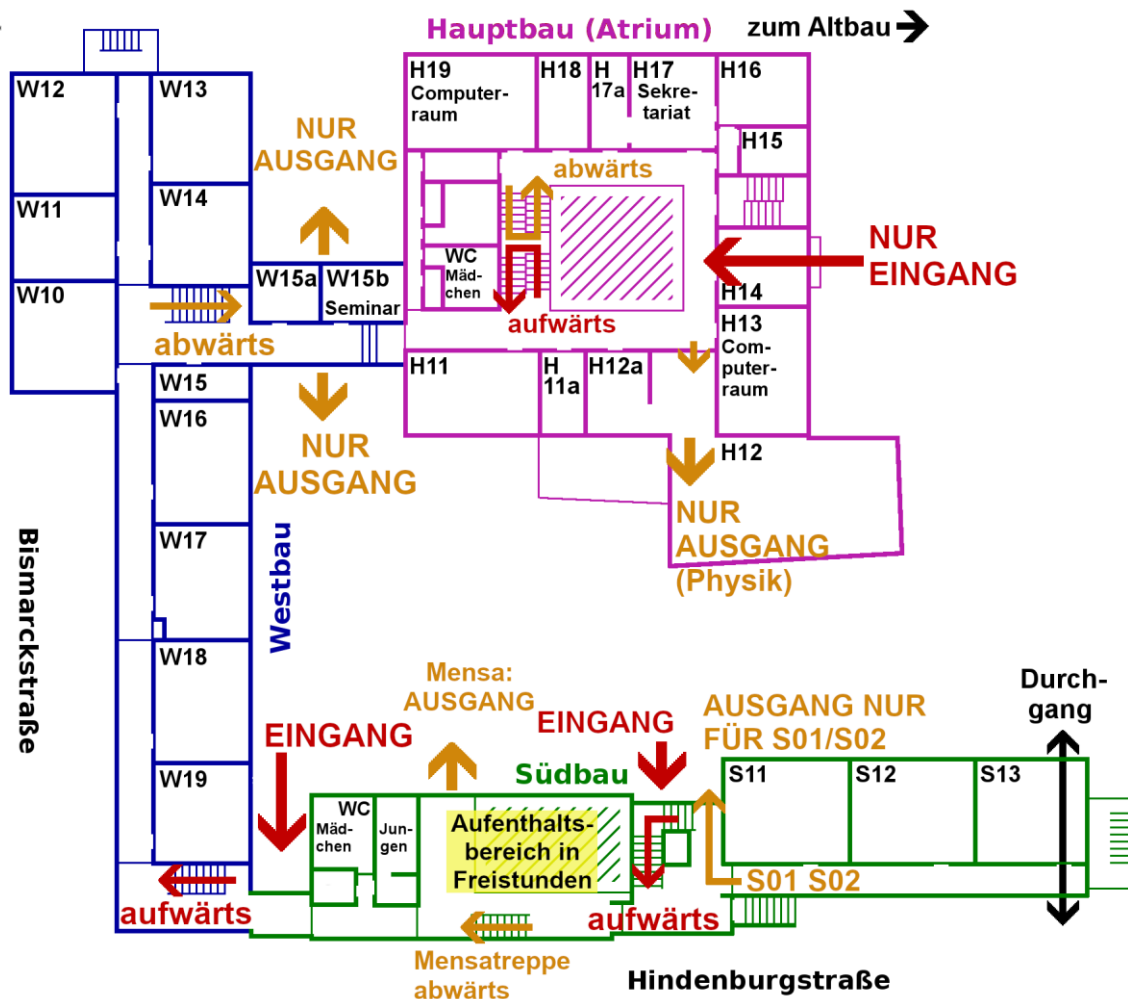 Hauptbau (Atrium)
zum Altbau
W12
W13
W11
W14
W10
NUR
AUSGANG
H19
Computer-
raum
H18
H
17a
H17
Sekre-
tariat
H16
H15
abwärts
WC
Mäd-
chen
aufwärts
NUR
EINGANG
H14
H13
Com-
puter-
raum
W15a
W15b
Seminar
abwärts
H11
H
11a
H12a
W15
W16
NUR
AUSGANG
H12
NUR
AUSGANG
(Physik)
W17
Westbau
Bismarckstraße
W18
W19
Mensa:
AUSGANG
EINGANG
EINGANG
AUSGANG NUR
FÜR S01/S02
Durch-
gang
Südbau
S11
S12
S13
WC
Mäd-
chen
Jun-
gen
Aufenthalts-
bereich in
Freistunden
S01 S02
aufwärts
aufwärts
Mensatreppe
abwärts
Hindenburgstraße